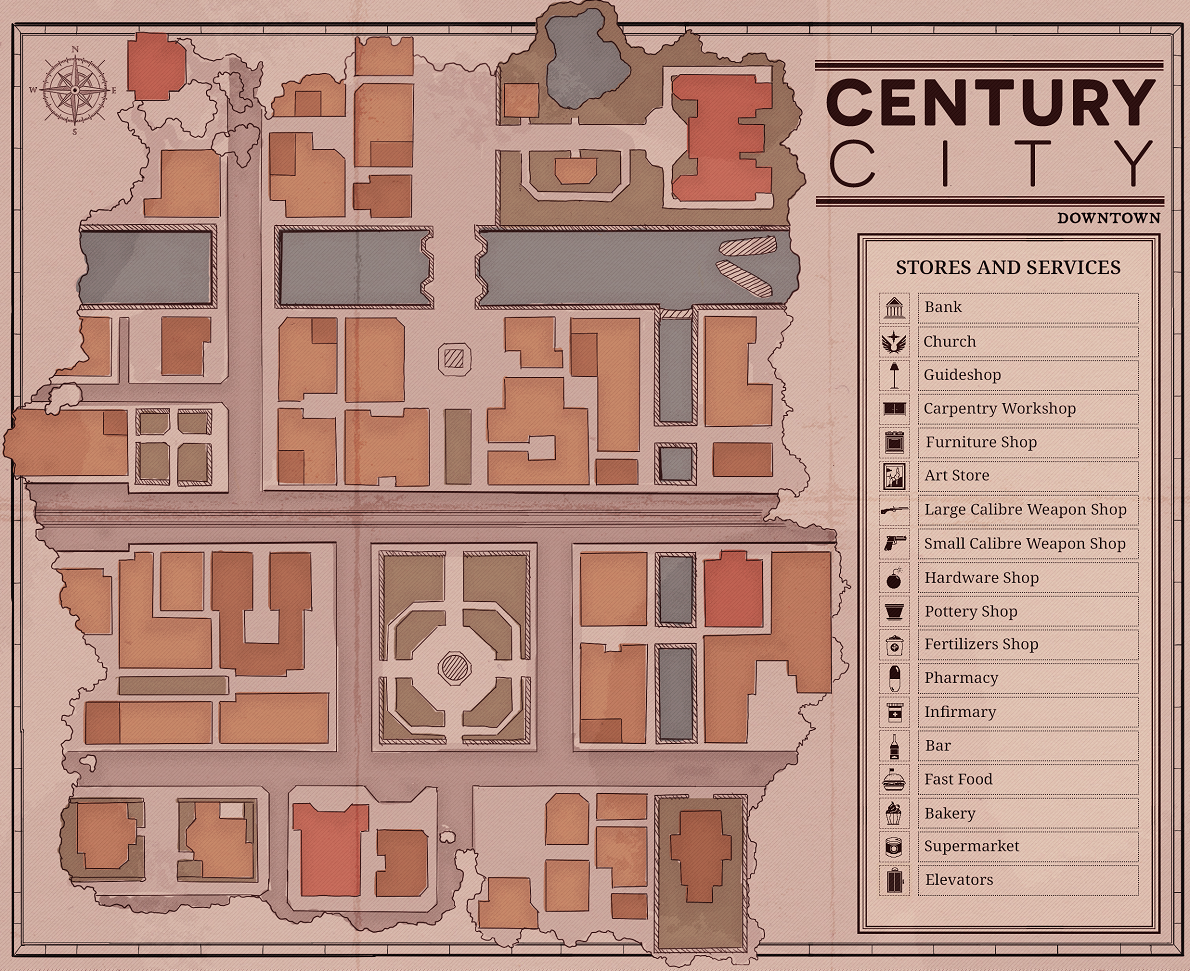 N
W
E
S
CENTURY
CITY
DOWNTOWN
STORES AND SERVICES
Bank
Church
Guideshop
Carpentry Workshop
Furniture Shop
Art Store
Large Calibre Weapon Shop
Small Calibre Weapon Shop
Hardware Shop
Pottery Shop
Fertilizers Shop
Pharmacy
Infirmary
Bar
Fast Food
Bakery
Supermarket
Elevators